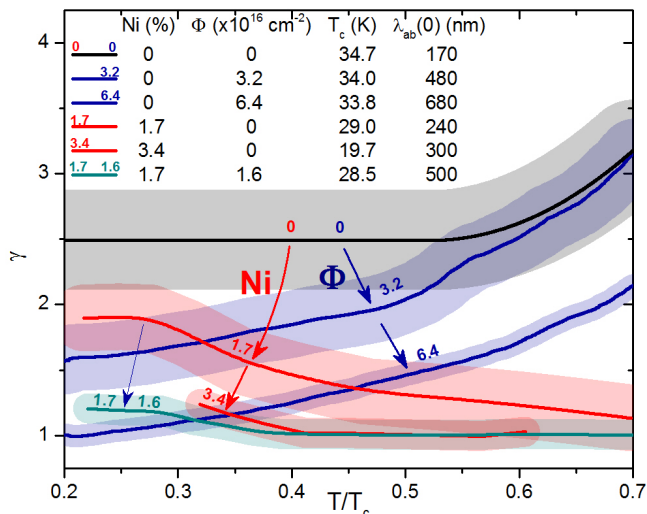 Ni (%) Φ (x10^16 cm^-2) T_c (K) λ_ab(0) (nm)
0 0 0 0 34.7 170
3.2 0 3.2 34.0 480
6.4 0 6.4 33.8 680
1.7 1.7 0 29.0 240
3.4 3.4 0 19.7 300
1.7 1.6 1.7 1.6 28.5 500
4
3
2
1
γ
0 0
Ni Φ
3.2
1.7
6.4
3.4
1.7 1.6
0.2 0.3 0.4 0.5 0.6 0.7
T/T_c